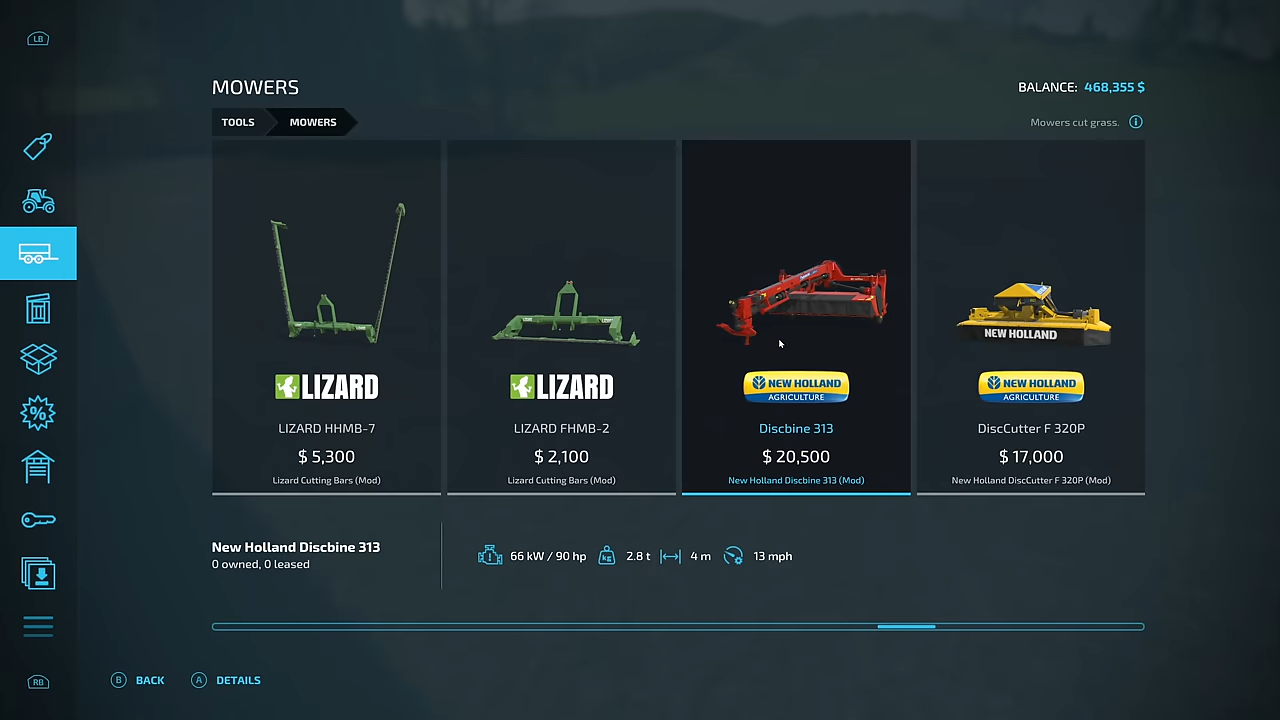 LB
MOWERS
BALANCE: 468,355 $
TOOLS MOWERS
Mowers cut grass.
LIZARD
LIZARD HHMB-7
$ 5,300
Lizard Cutting Bars (Mod)
LIZARD
LIZARD FHMB-2
$ 2,100
Lizard Cutting Bars (Mod)
NEW HOLLAND
AGRICULTURE
Discbine 313
$ 20,500
New Holland Discbine 313 (Mod)
NEW HOLLAND
NEW HOLLAND
AGRICULTURE
DiscCutter F 320P
$ 17,000
New Holland DiscCutter F 320P (Mod)
New Holland Discbine 313
0 owned, 0 leased
66 kW / 90 hp
kg 2.8 t
4 m
13 mph
RB
B BACK
A DETAILS